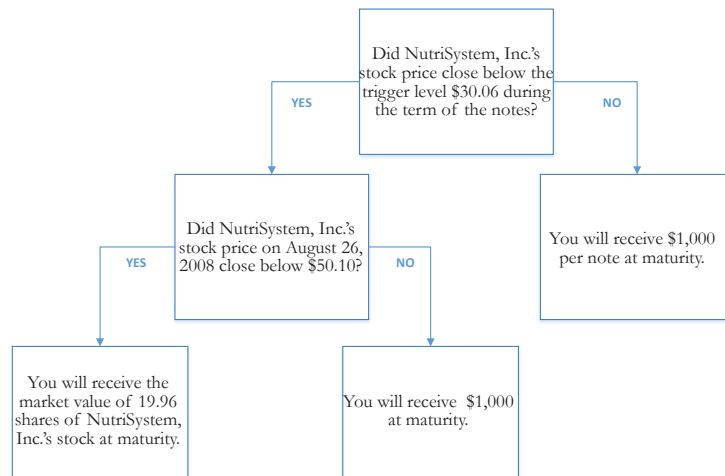 Did NutriSystem, Inc.'s
stock price close below the
trigger level $30.06 during
the term of the notes?
YES
NO
Did NutriSystem, Inc.'s
stock price on August 26,
2008 close below $50.10?
You will receive $1,000
per note at maturity.
YES
NO
You will receive the
market value of 19.96
shares of NutriSystem,
Inc.'s stock at maturity.
You will receive $1,000
at maturity.